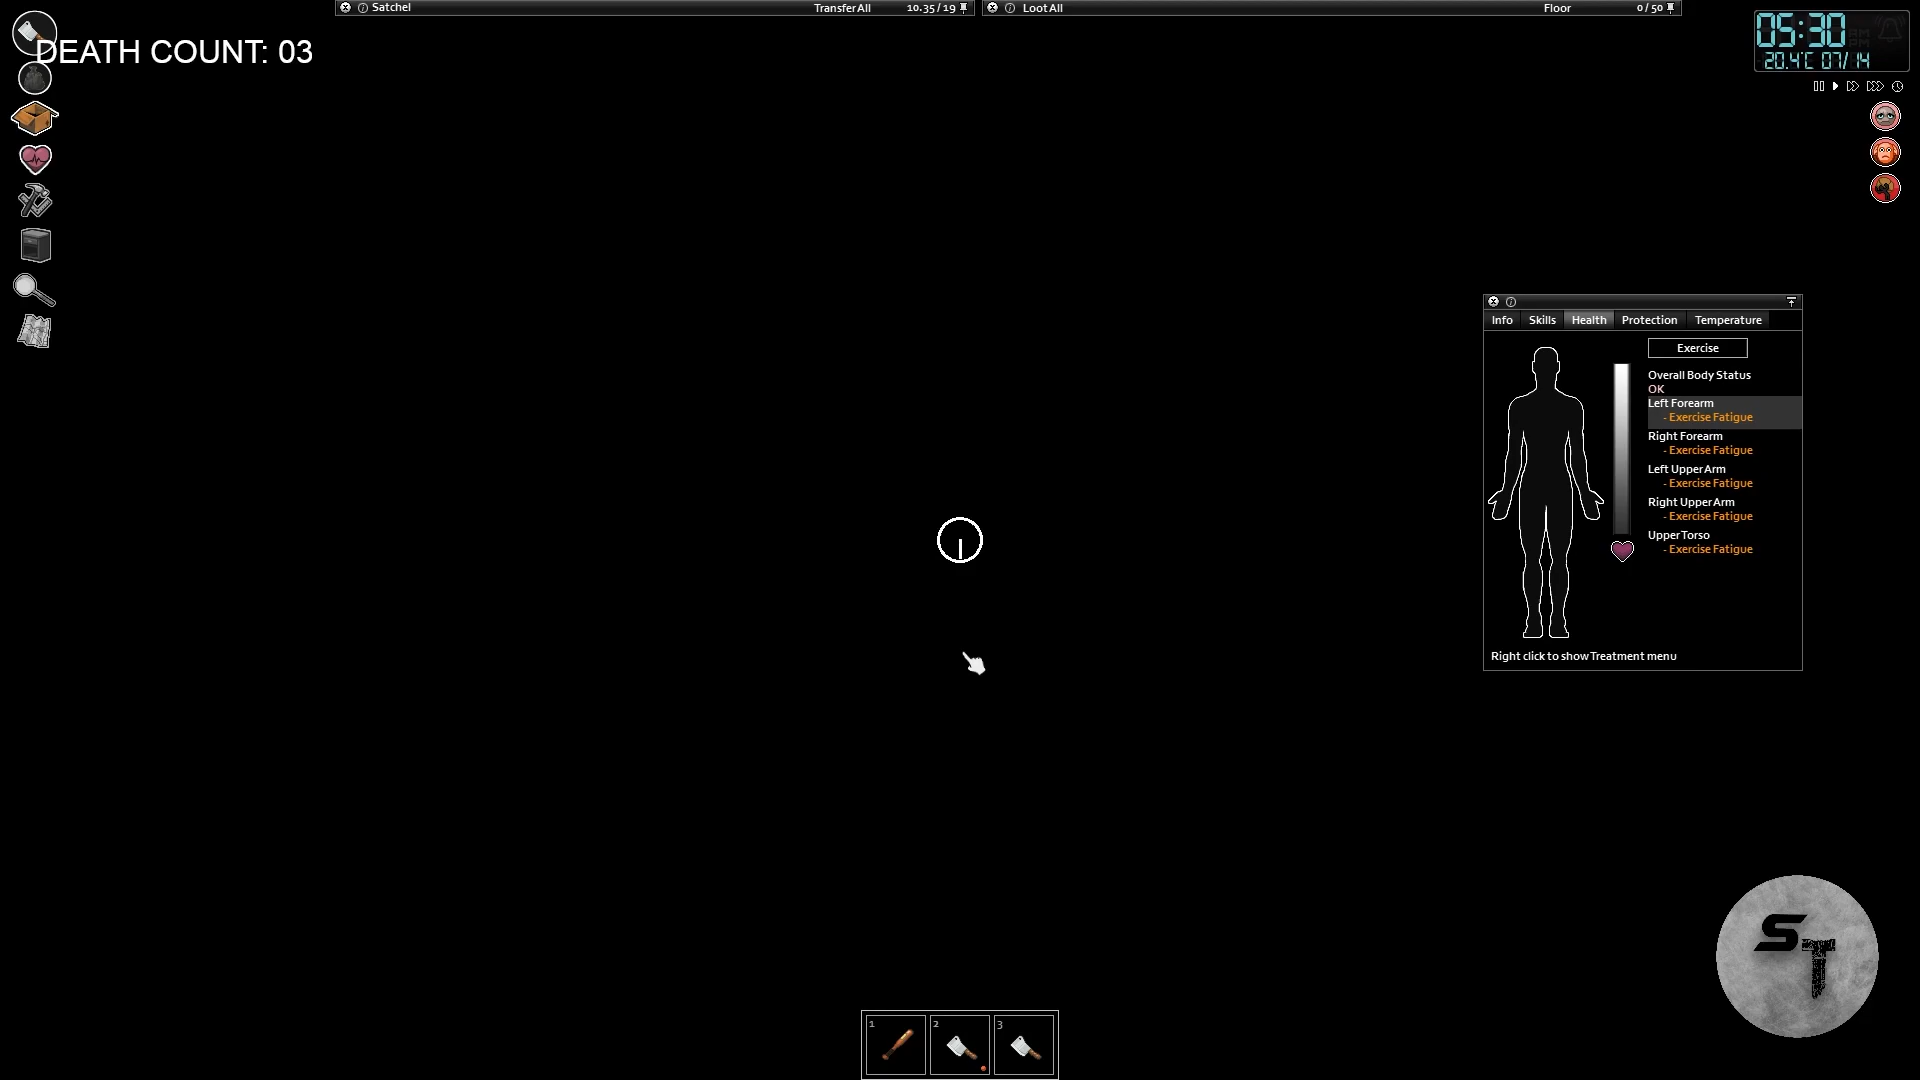 Satchel
Transfer All
10.35 / 19
Loot All
Floor
0 / 50
DEATH COUNT: 03
05:30
AM
PM
20.4°C 07/14
Info
Skills
Health
Protection
Temperature
Exercise
Overall Body Status
OK
Left Forearm
- Exercise Fatigue
Right Forearm
- Exercise Fatigue
Left Upper Arm
- Exercise Fatigue
Right Upper Arm
- Exercise Fatigue
Upper Torso
- Exercise Fatigue
Right click to show Treatment menu
ST
1
2
3